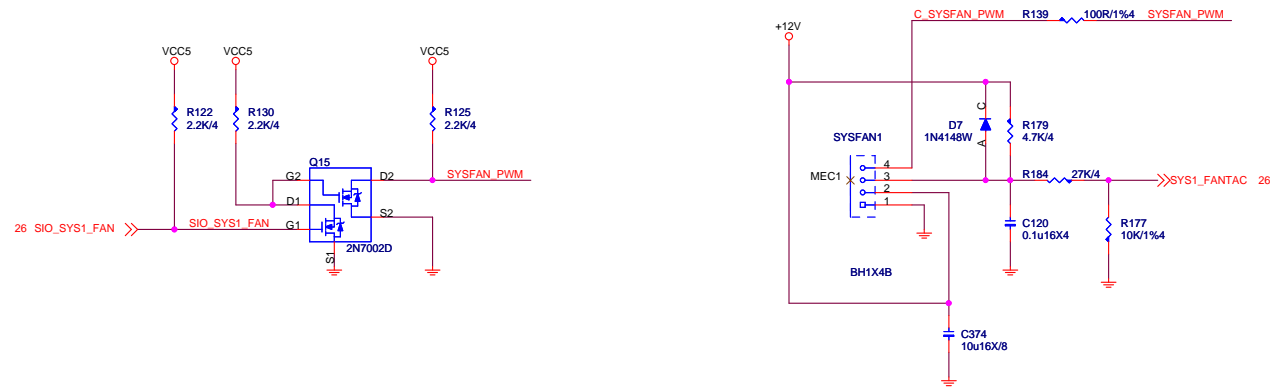 C_SYSFAN_PWM R139 100R/1%4 SYSFAN_PWM
+12V
VCC5 VCC5 VCC5
R122
2.2K/4
R130
2.2K/4
R125
2.2K/4
Q15
G2 D2 SYSFAN_PWM
D1
S2
26 SIO_SYS1_FAN SIO_SYS1_FAN G1
2N7002D
S1
C
D7
1N4148W
A
R179
4.7K/4
SYSFAN1
MEC1
4
3
2
1
R184 27K/4
SYS1_FANTAC 26
C120
0.1u16X4
R177
10K/1%4
BH1X4B
C374
10u16X/8